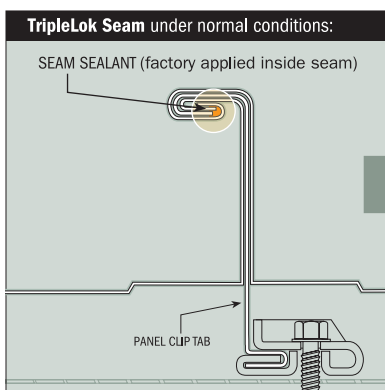 TripleLok Seam under normal conditions:
SEAM SEALANT (factory applied inside seam)
PANEL CLIP TAB